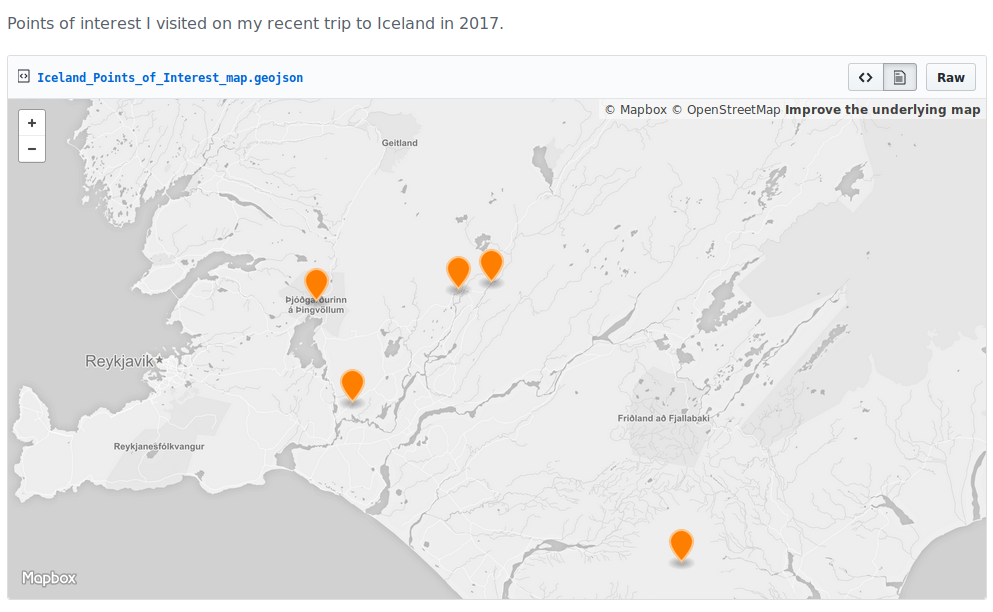 Points of interest I visited on my recent trip to Iceland in 2017.
Iceland_Points_of_Interest_map.geojson
Raw
© Mapbox © OpenStreetMap Improve the underlying map
+
−
Geitland
á Þingvöllum
Reykjavík
Friðland að Fjallabaki
Reykjanesfólkvangur
Mapbox